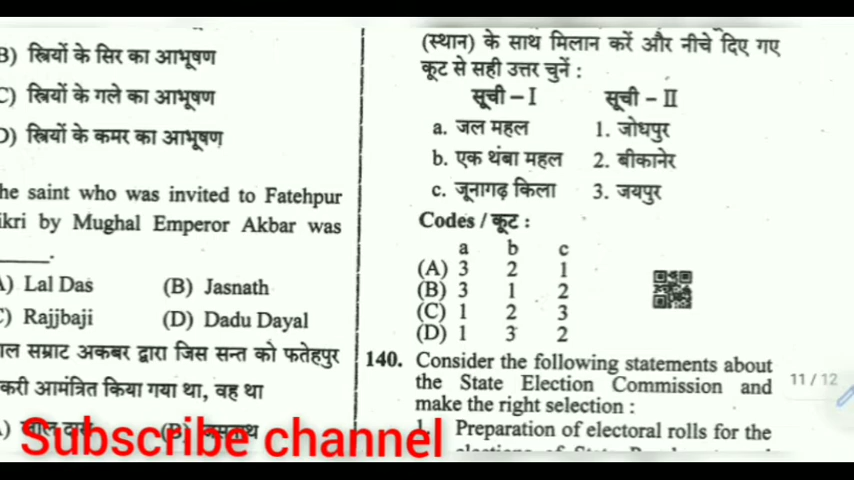 B) स्त्रियों के सिर का आभूषण
C) स्त्रियों के गले का आभूषण
D) स्त्रियों के कमर का आभूषण
he saint who was invited to Fatehpur
ikri by Mughal Emperor Akbar was
______.
A) Lal Das (B) Jasnath
C) Rajjbaji (D) Dadu Dayal
ाल सम्राट अकबर द्वारा जिस सन्त को फतेहपुर
करी आमंत्रित किया गया था, वह था
(स्थान) के साथ मिलान करें और नीचे दिए गए
कूट से सही उत्तर चुनें :
सूची – I सूची – II
a. जल महल 1. जोधपुर
b. एक थंबा महल 2. बीकानेर
c. जूनागढ़ किला 3. जयपुर
Codes / कूट :
a b c
(A) 3 2 1
(B) 3 1 2
(C) 1 2 3
(D) 1 3 2
140. Consider the following statements about
the State Election Commission and
make the right selection :
1. Preparation of electoral rolls for the
11 / 12
Subscribe channel